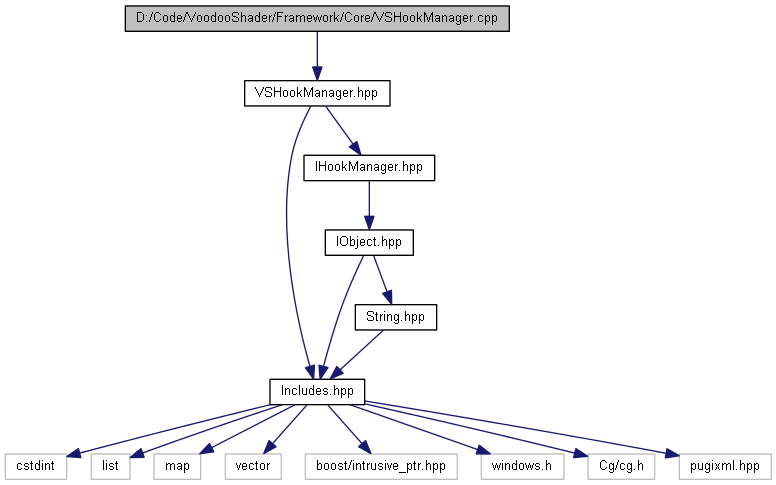 D:/Code/VoodooShader/Framework/Core/VSHookManager.cpp
VSHookManager.hpp
IHookManager.hpp
IObject.hpp
String.hpp
Includes.hpp
cstdint
list
map
vector
boost/intrusive_ptr.hpp
windows.h
Cg/cg.h
pugixml.hpp